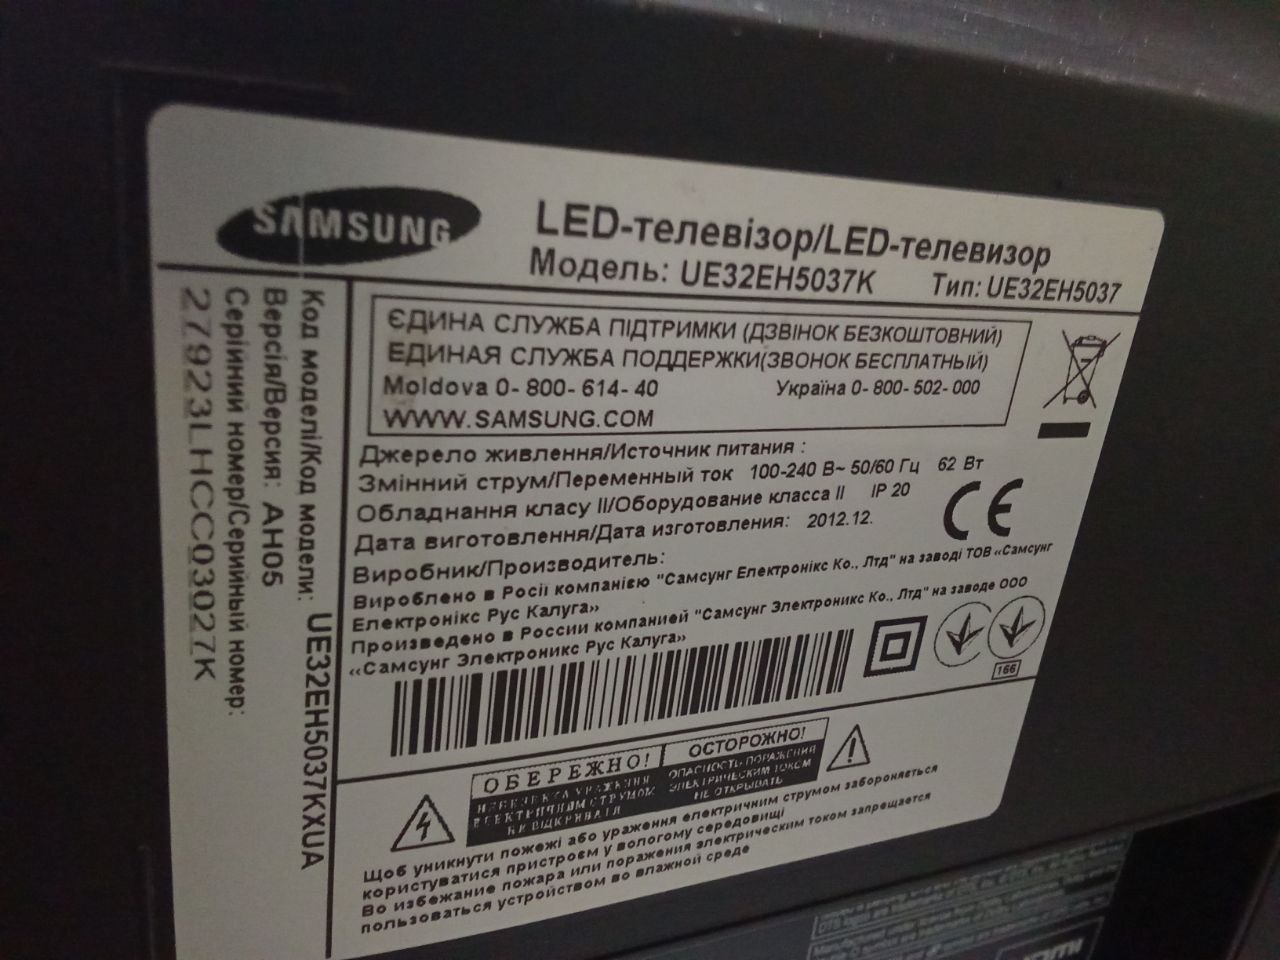 SAMSUNG
LED-телевізор/LED-телевизор
Модель: UE32EH5037K Тип: UE32EH5037
ЄДИНА СЛУЖБА ПІДТРИМКИ (ДЗВІНОК БЕЗКОШТОВНИЙ)
ЕДИНАЯ СЛУЖБА ПОДДЕРЖКИ(ЗВОНОК БЕСПЛАТНЫЙ)
Moldova 0-800-614-40 Україна 0-800-502-000
WWW.SAMSUNG.COM
Джерело живлення/Источник питания :
Змінний струм/Переменный ток 100-240 В~ 50/60 Гц 62 Вт
Обладнання класу II/Оборудование класса II IP 20
Дата виготовлення/Дата изготовления: 2012.12.
Виробник/Производитель:
Вироблено в Росії компанією "Самсунг Електронікс Ко., Лтд" на заводі ТОВ «Самсунг
Електронікс Рус Калуга»
Произведено в России компанией "Самсунг Электроникс Ко., Лтд" на заводе ООО
«Самсунг Электроникс Рус Калуга»
CE
166
ОБЕРЕЖНО!
НЕБЕЗПЕКА УРАЖЕННЯ
ЕЛЕКТРИЧНИМ СТРУМОМ
НЕ ВІДКРИВАТИ
ОСТОРОЖНО!
ОПАСНОСТЬ ПОРАЖЕНИЯ
ЭЛЕКТРИЧЕСКИМ ТОКОМ
НЕ ОТКРЫВАТЬ
Щоб уникнути пожежі або ураження електричним струмом забороняється
користуватися пристроєм у вологому середовищі
Во избежание пожара или поражения электрическим током запрещается
пользоваться устройством во влажной среде
Код моделі/Код модели: UE32EH5037KXUA
Версія/Версия: AH05
Серійний номер/Серийный номер:
27923LHCC03027K